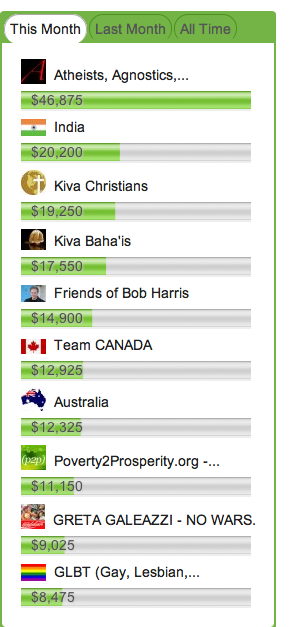 This Month Last Month All Time
A Atheists, Agnostics,...
$46,875
India
$20,200
Kiva Christians
$19,250
Kiva Baha'is
$17,550
Friends of Bob Harris
$14,900
Team CANADA
$12,925
Australia
$12,325
(p2p) Poverty2Prosperity.org -...
$11,150
GRETA GALEAZZI - NO WARS.
$9,025
GLBT (Gay, Lesbian,...
$8,475